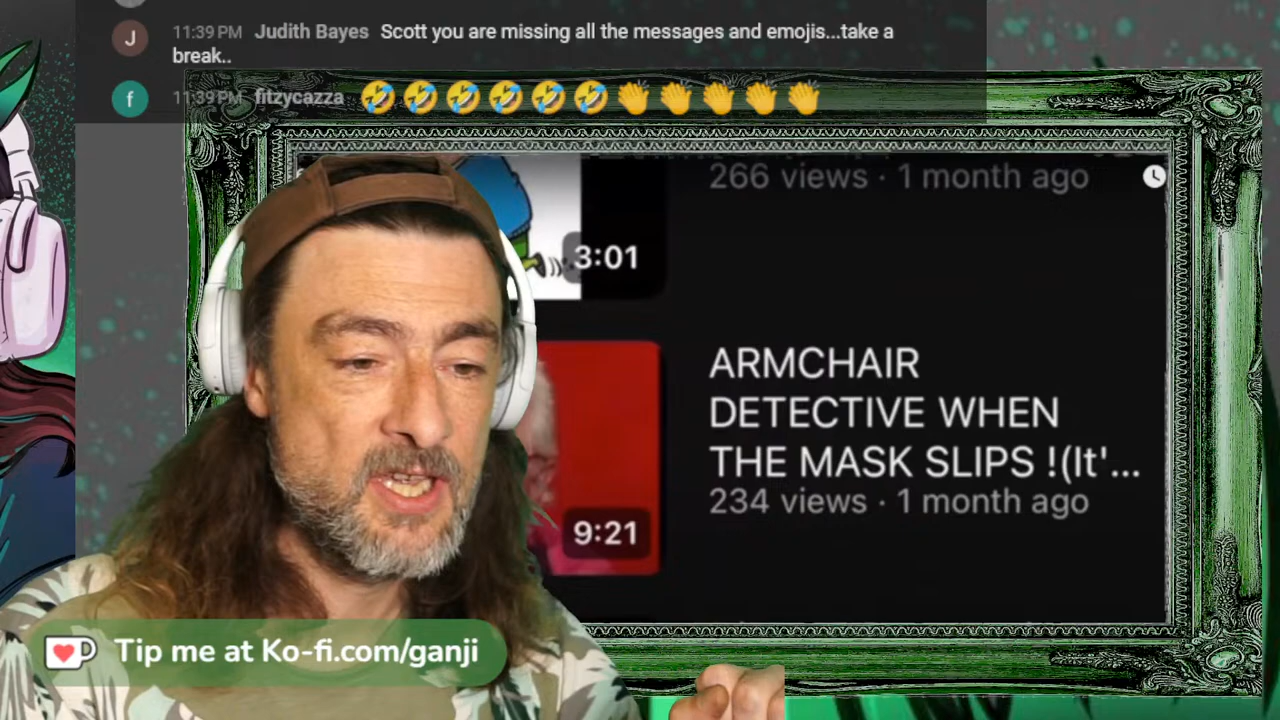 J 11:39 PM Judith Bayes Scott you are missing all the messages and emojis...take a
break..
f 11:39 PM fitzycazza 🤣🤣🤣🤣🤣🤣👏👏👏👏👏
266 views · 1 month ago
3:01
ARMCHAIR
DETECTIVE WHEN
THE MASK SLIPS !(It'...
234 views · 1 month ago
9:21
Tip me at Ko-fi.com/ganji